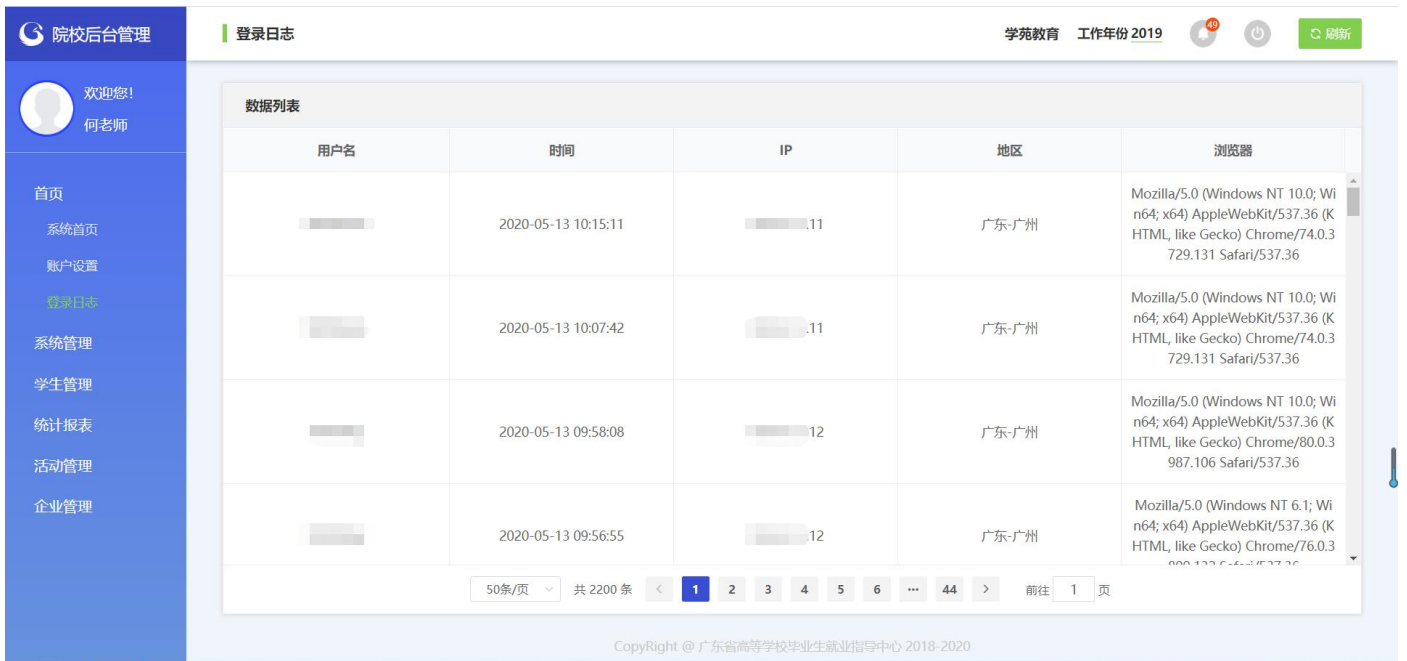 院校后台管理
登录日志
学苑教育 工作年份 2019
49
刷新
欢迎您!
何老师
首页
系统首页
账户设置
登录日志
系统管理
学生管理
统计报表
活动管理
企业管理
数据列表
用户名 时间 IP 地区 浏览器
2020-05-13 10:15:11 .11 广东-广州
Mozilla/5.0 (Windows NT 10.0; Wi
n64; x64) AppleWebKit/537.36 (K
HTML, like Gecko) Chrome/74.0.3
729.131 Safari/537.36
2020-05-13 10:07:42 .11 广东-广州
Mozilla/5.0 (Windows NT 10.0; Wi
n64; x64) AppleWebKit/537.36 (K
HTML, like Gecko) Chrome/74.0.3
729.131 Safari/537.36
2020-05-13 09:58:08 12 广东-广州
Mozilla/5.0 (Windows NT 10.0; Wi
n64; x64) AppleWebKit/537.36 (K
HTML, like Gecko) Chrome/80.0.3
987.106 Safari/537.36
2020-05-13 09:56:55 .12 广东-广州
Mozilla/5.0 (Windows NT 6.1; Wi
n64; x64) AppleWebKit/537.36 (K
HTML, like Gecko) Chrome/76.0.3
50条/页 共 2200 条 < 1 2 3 4 5 6 ··· 44 > 前往 1 页
CopyRight @ 广东省高等学校毕业生就业指导中心 2018-2020